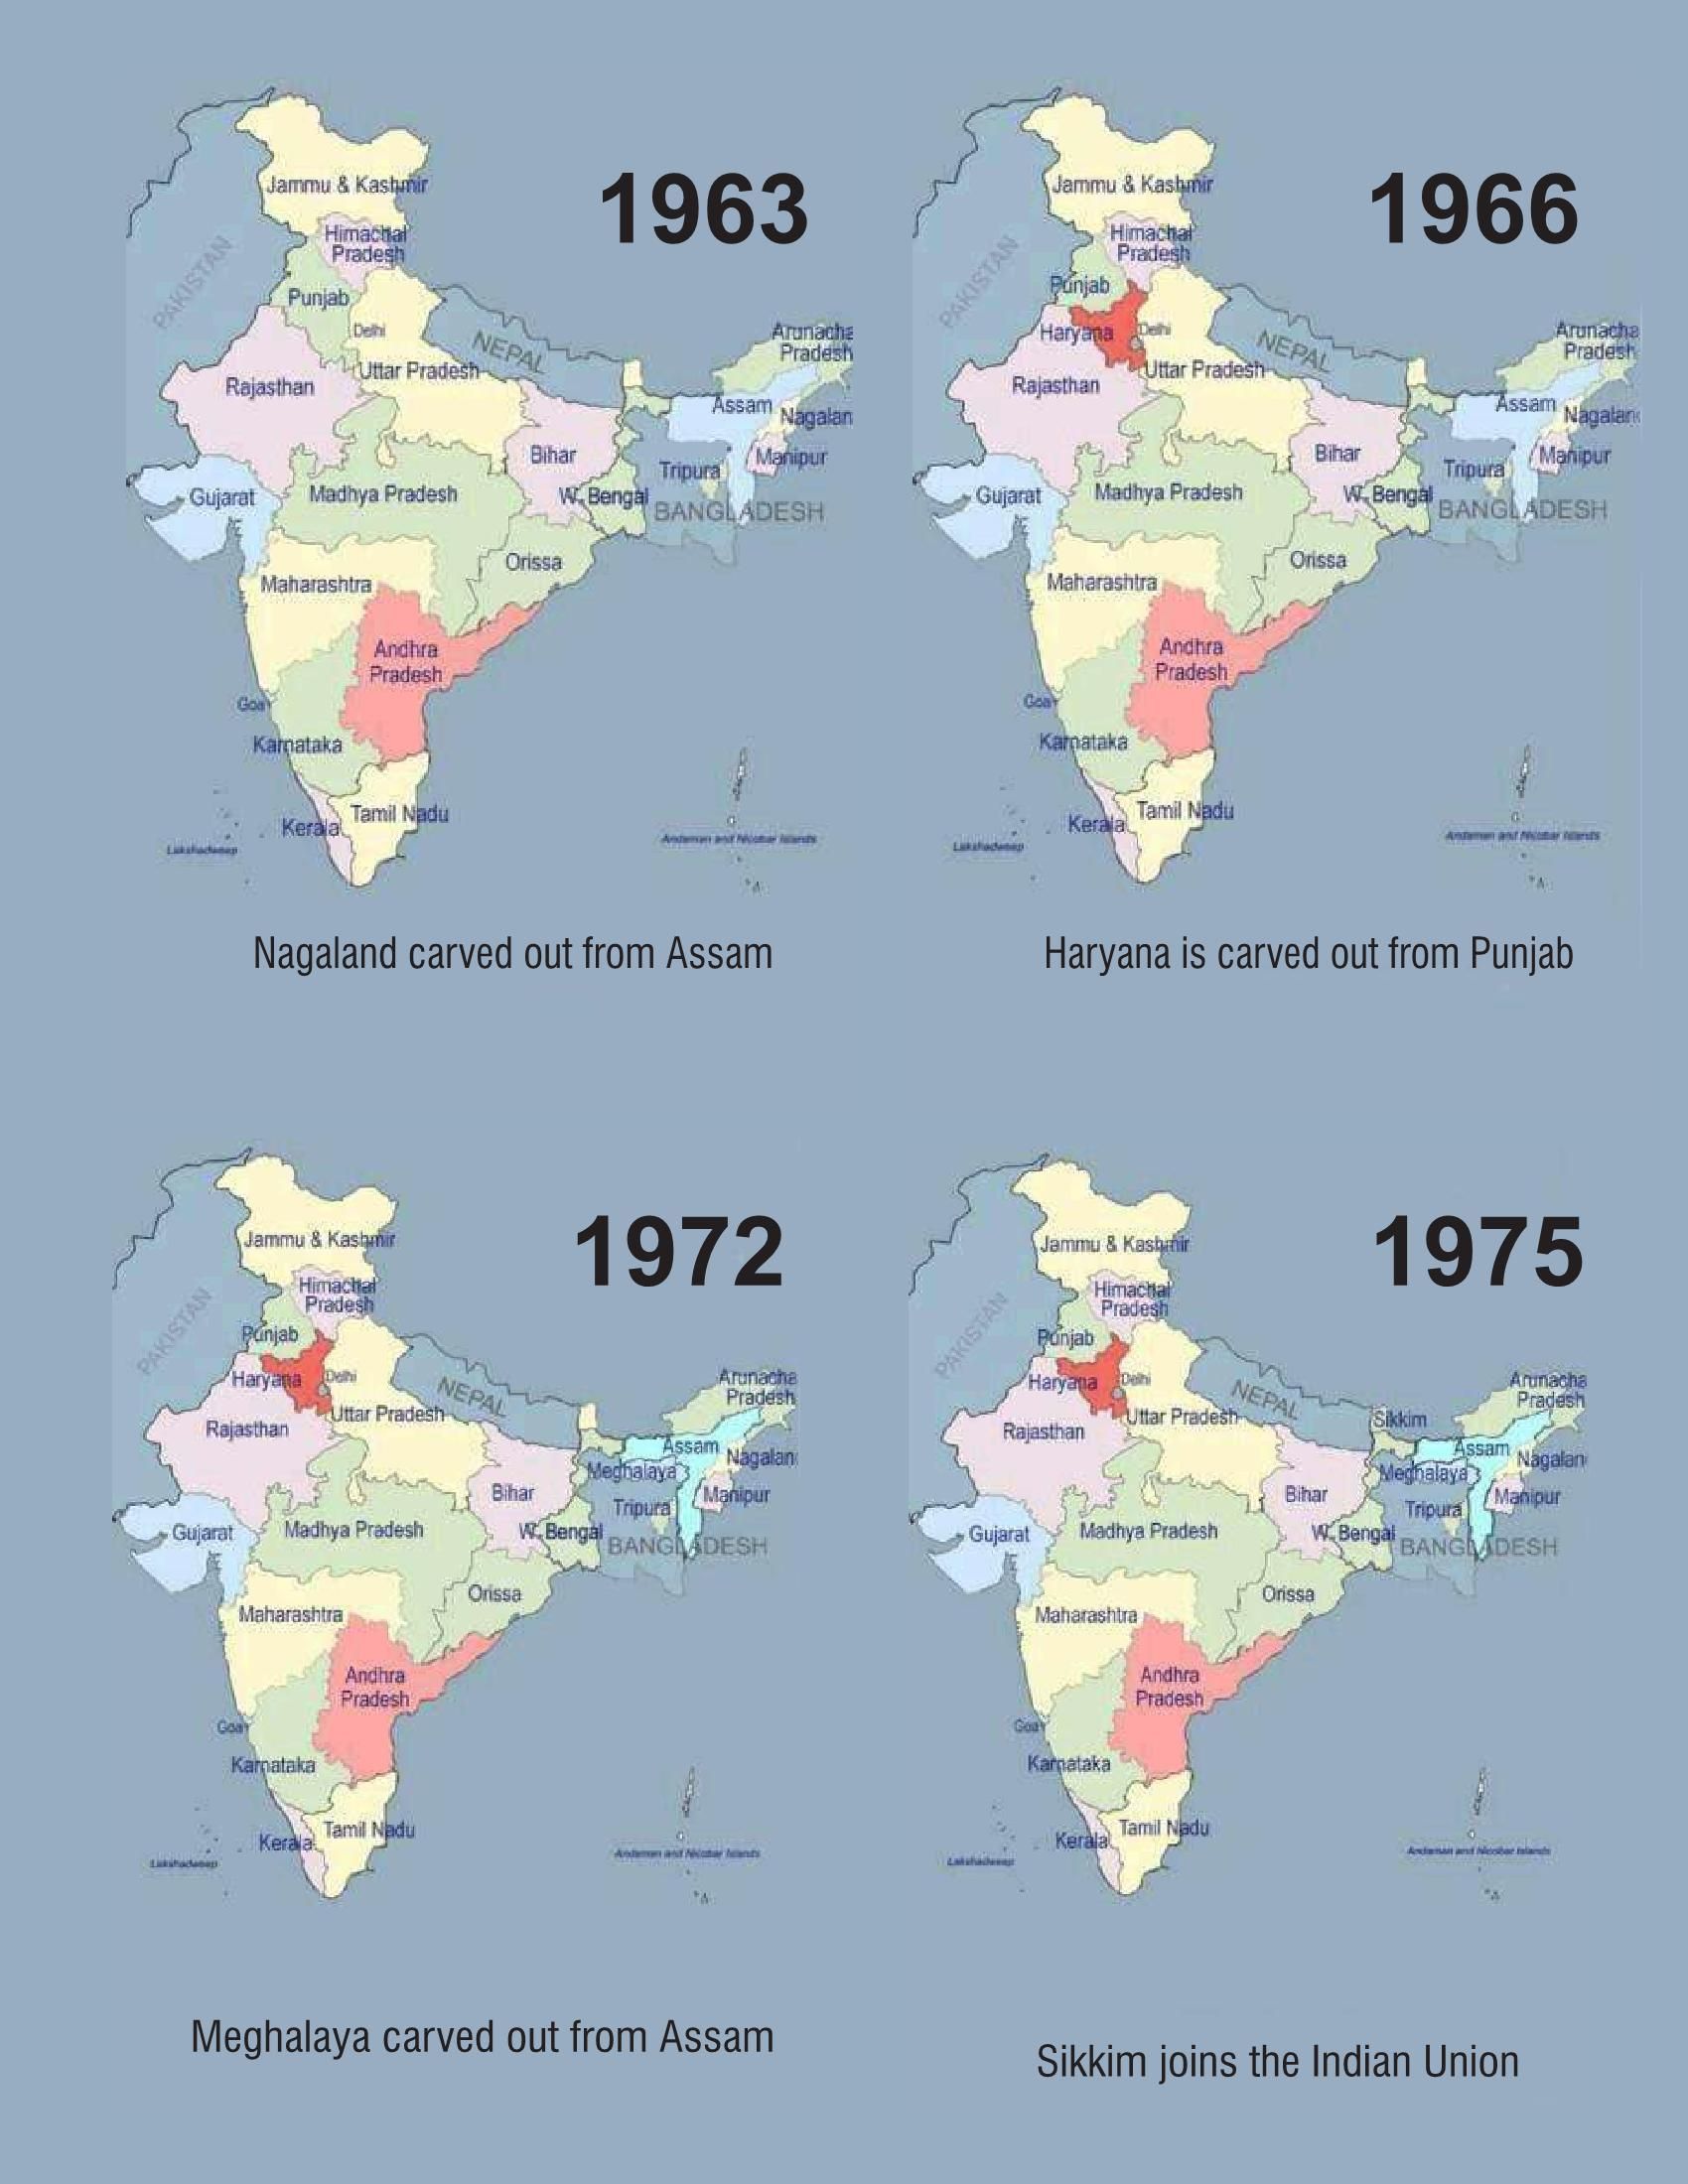 1963
Jammu & Kashmir
Himachal
Pradesh
PAKISTAN
Punjab
Delhi
NEPAL
Arunacha
Pradesh
Uttar Pradesh
Rajasthan
Assam
Nagalan
Bihar
Manipur
Tripura
Gujarat
Madhya Pradesh
W. Bengal
BANGLADESH
Orissa
Maharashtra
Andhra
Pradesh
Goa
Karnataka
Tamil Nadu
Kerala
Lakshadweep
Andaman and Nicobar Islands
Nagaland carved out from Assam
1966
Jammu & Kashmir
Himachal
Pradesh
PAKISTAN
Punjab
Haryana
Delhi
NEPAL
Arunacha
Pradesh
Uttar Pradesh
Rajasthan
Assam
Nagalan
Bihar
Manipur
Tripura
Gujarat
Madhya Pradesh
W. Bengal
BANGLADESH
Orissa
Maharashtra
Andhra
Pradesh
Goa
Karnataka
Tamil Nadu
Kerala
Lakshadweep
Andaman and Nicobar Islands
Haryana is carved out from Punjab
1972
Jammu & Kashmir
Himachal
Pradesh
PAKISTAN
Punjab
Haryana
Delhi
NEPAL
Arunacha
Pradesh
Uttar Pradesh
Rajasthan
Assam
Nagalan
Meghalaya
Bihar
Manipur
Tripura
Gujarat
Madhya Pradesh
W. Bengal
BANGLADESH
Orissa
Maharashtra
Andhra
Pradesh
Goa
Karnataka
Tamil Nadu
Kerala
Lakshadweep
Andaman and Nicobar Islands
Meghalaya carved out from Assam
1975
Jammu & Kashmir
Himachal
Pradesh
PAKISTAN
Punjab
Haryana
Delhi
NEPAL
Arunacha
Pradesh
Sikkim
Uttar Pradesh
Rajasthan
Assam
Nagalan
Meghalaya
Bihar
Manipur
Tripura
Gujarat
Madhya Pradesh
W. Bengal
BANGLADESH
Orissa
Maharashtra
Andhra
Pradesh
Goa
Karnataka
Tamil Nadu
Kerala
Lakshadweep
Andaman and Nicobar Islands
Sikkim joins the Indian Union